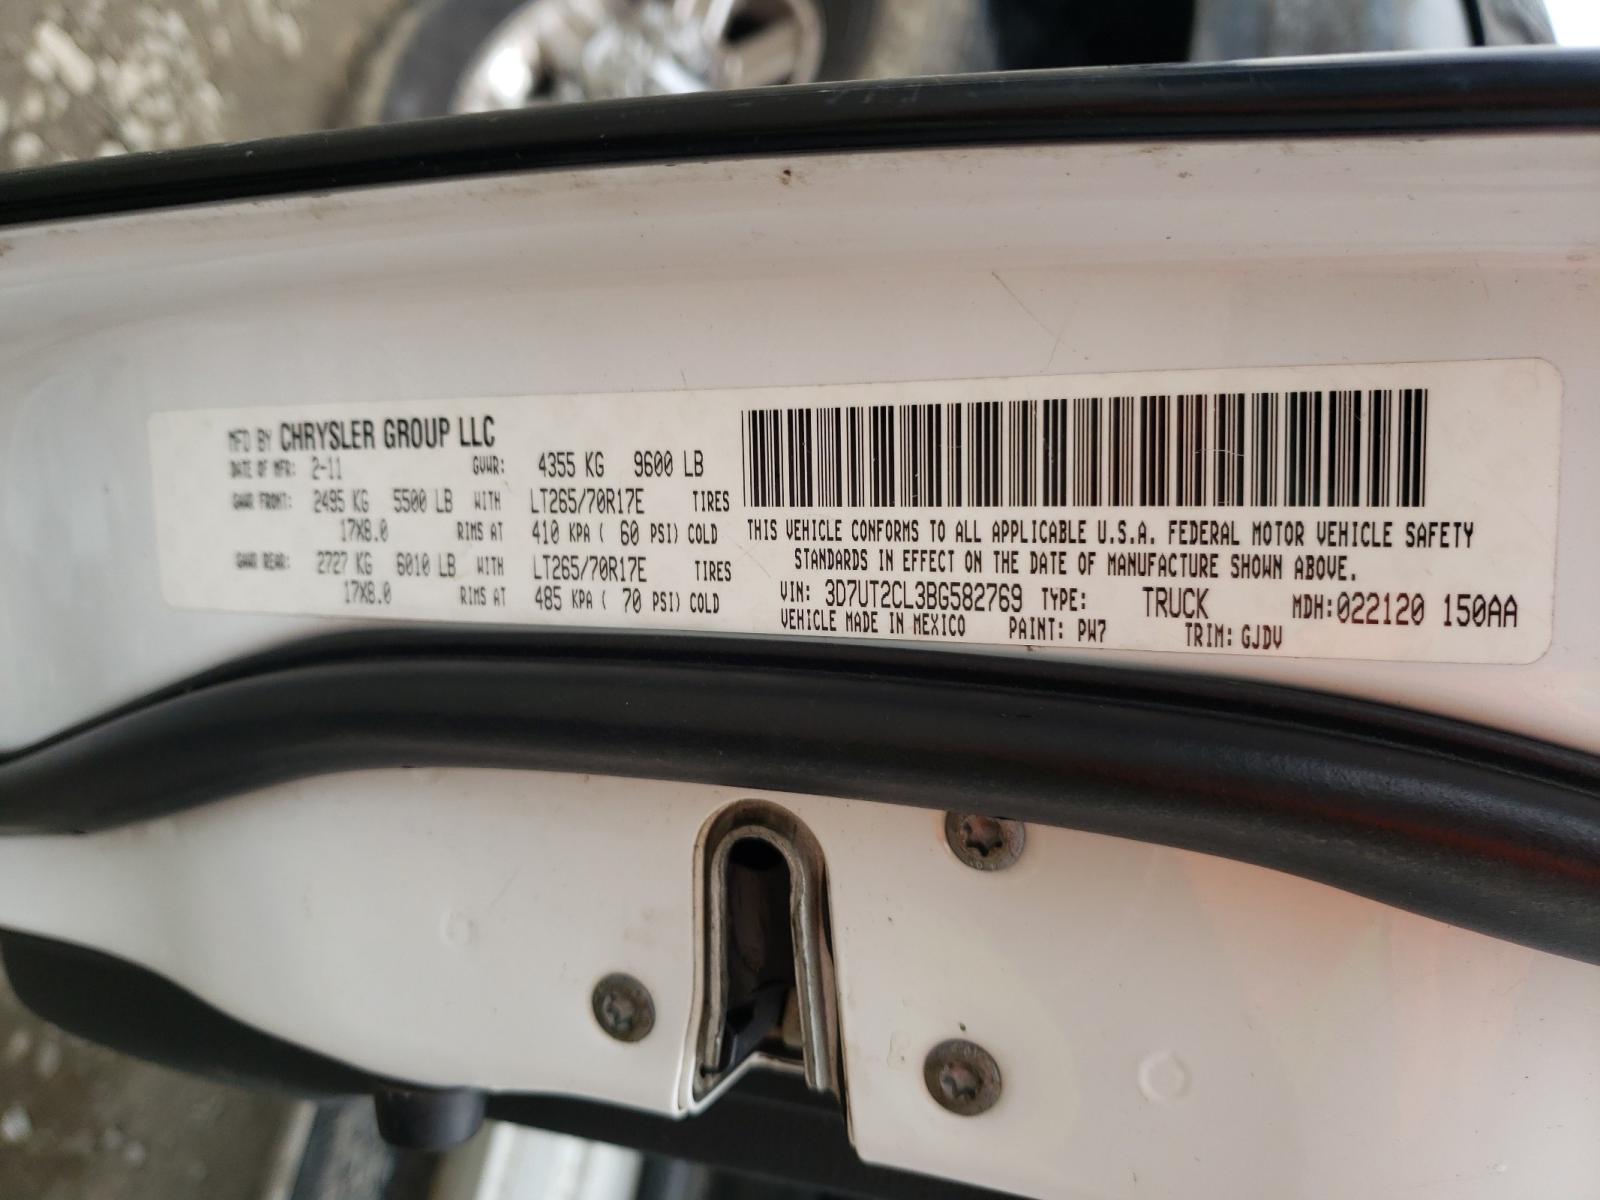 MFD BY CHRYSLER GROUP LLC
DATE OF MFR: 2-11 GVWR: 4355 KG 9600 LB
GAWR FRONT: 2495 KG 5500 LB WITH LT265/70R17E TIRES
17X8.0 RIMS AT 410 KPA ( 60 PSI) COLD
GAWR REAR: 2727 KG 6010 LB WITH LT265/70R17E TIRES
17X8.0 RIMS AT 485 KPA ( 70 PSI) COLD
THIS VEHICLE CONFORMS TO ALL APPLICABLE U.S.A. FEDERAL MOTOR VEHICLE SAFETY
STANDARDS IN EFFECT ON THE DATE OF MANUFACTURE SHOWN ABOVE.
VIN: 3D7UT2CL3BG582769 TYPE: TRUCK MDH:022120 150AA
VEHICLE MADE IN MEXICO PAINT: PW7 TRIM: GJDV